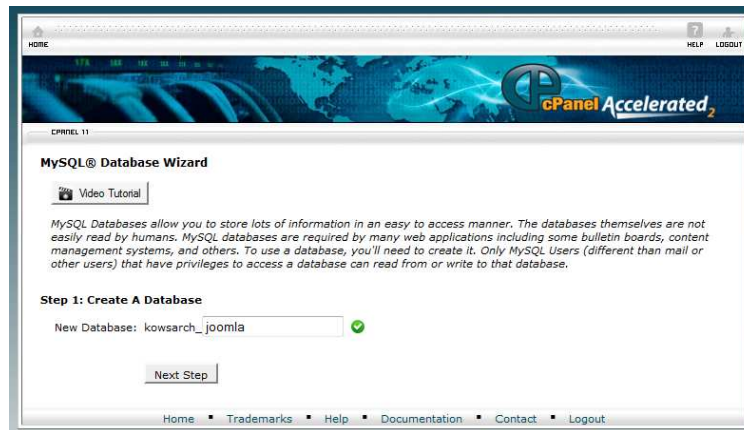 HOME
HELP LOGOUT
cPanel Accelerated2
CPANEL 11
MySQL® Database Wizard
Video Tutorial
MySQL Databases allow you to store lots of information in an easy to access manner. The databases themselves are not
easily read by humans. MySQL databases are required by many web applications including some bulletin boards, content
management systems, and others. To use a database, you'll need to create it. Only MySQL Users (different than mail or
other users) that have privileges to access a database can read from or write to that database.
Step 1: Create A Database
New Database: kowsarch_ joomla
Next Step
Home ▪ Trademarks ▪ Help ▪ Documentation ▪ Contact ▪ Logout